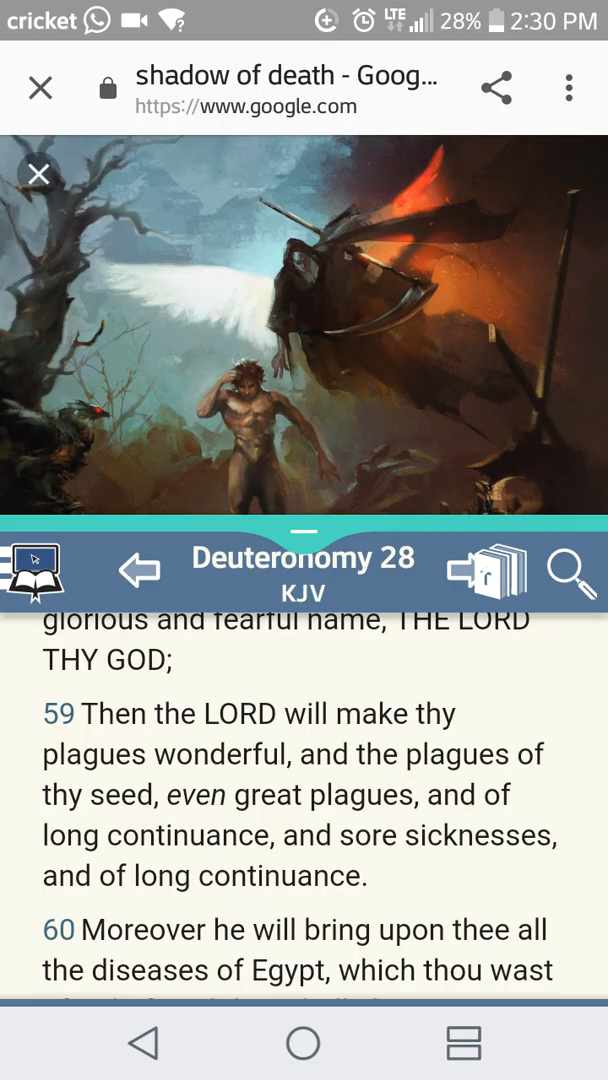 cricket 28% 2:30 PM
LTE
shadow of death - Goog...
https://www.google.com
Deuteronomy 28
KJV
glorious and fearful name, THE LORD
THY GOD;
59 Then the LORD will make thy
plagues wonderful, and the plagues of
thy seed, even great plagues, and of
long continuance, and sore sicknesses,
and of long continuance.
60 Moreover he will bring upon thee all
the diseases of Egypt, which thou wast